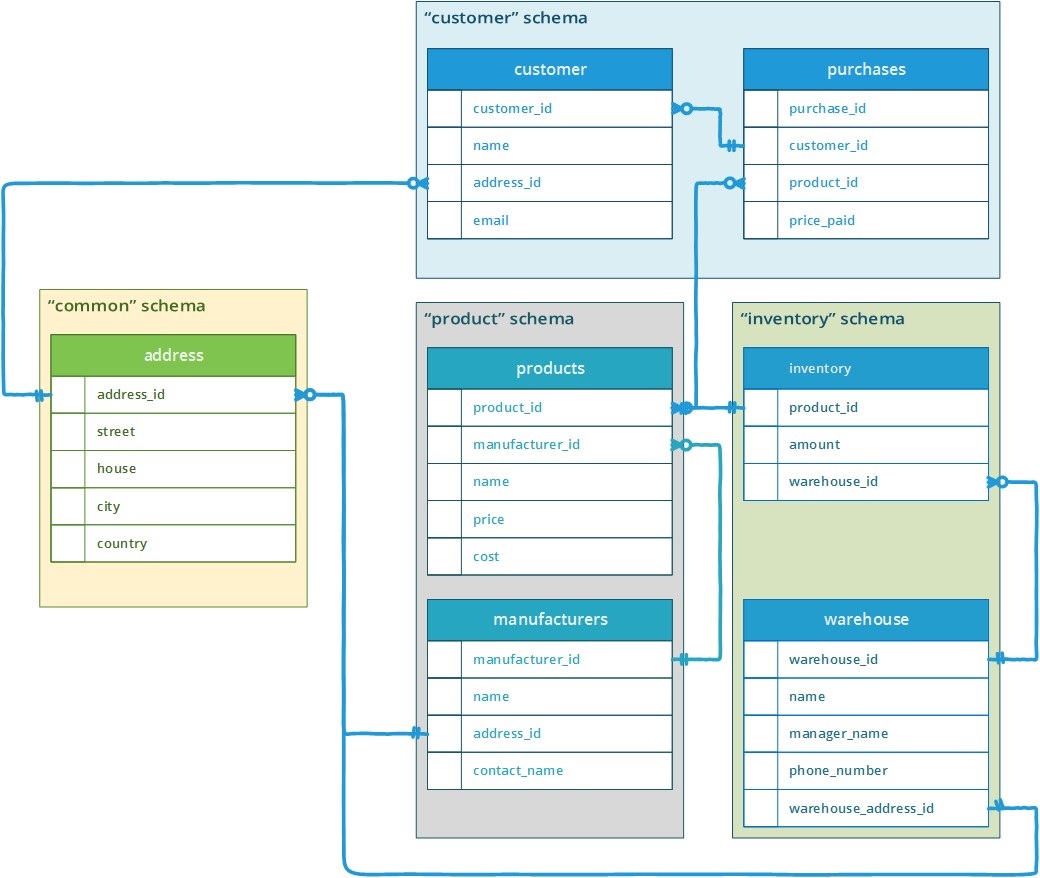 “customer” schema
customer
customer_id
name
address_id
email
purchases
purchase_id
customer_id
product_id
price_paid
“common” schema
address
address_id
street
house
city
country
“product” schema
products
product_id
manufacturer_id
name
price
cost
manufacturers
manufacturer_id
name
address_id
contact_name
“inventory” schema
inventory
product_id
amount
warehouse_id
warehouse
warehouse_id
name
manager_name
phone_number
warehouse_address_id